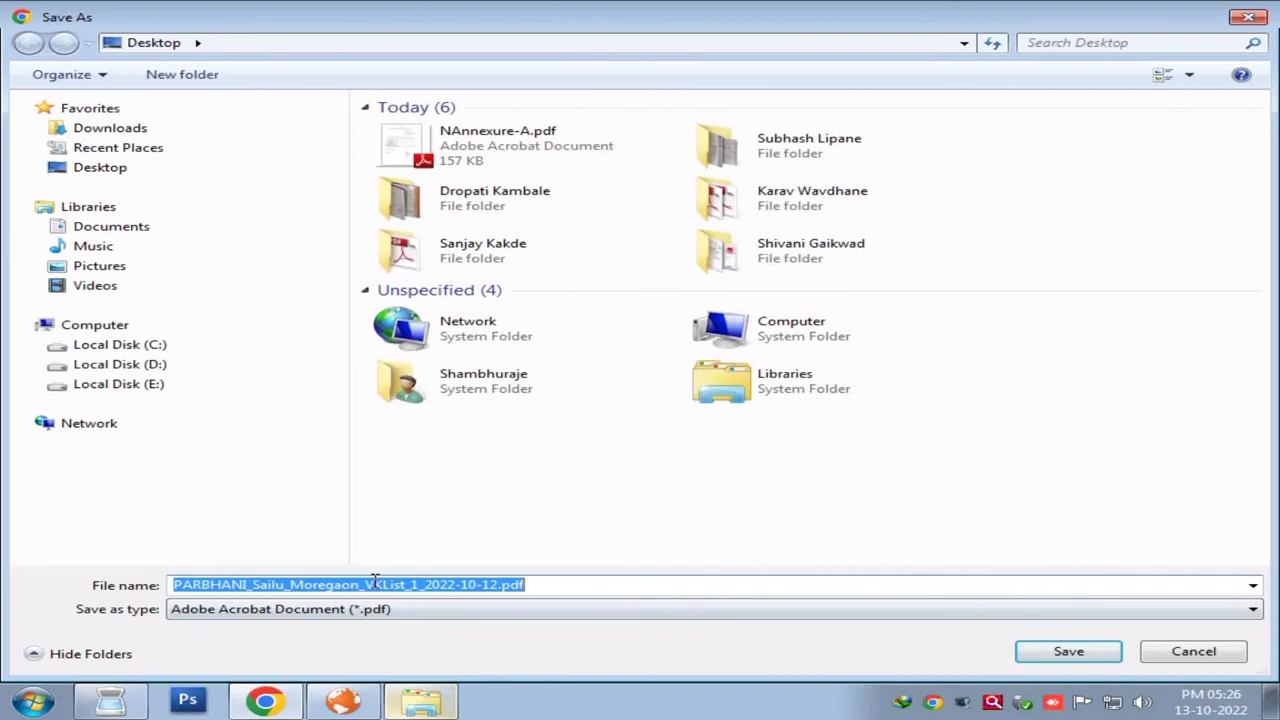 Save As
Desktop
Search Desktop
Organize
New folder
Favorites
Downloads
Recent Places
Desktop
Libraries
Documents
Music
Pictures
Videos
Computer
Local Disk (C:)
Local Disk (D:)
Local Disk (E:)
Network
Today (6)
NAnnexure-A.pdf
Adobe Acrobat Document
157 KB
Subhash Lipane
File folder
Dropati Kambale
File folder
Karav Wavdhane
File folder
Sanjay Kakde
File folder
Shivani Gaikwad
File folder
Unspecified (4)
Network
System Folder
Computer
System Folder
Shambhuraje
System Folder
Libraries
System Folder
File name: PARBHANI_Sailu_Moregaon_VKList_1_2022-10-12.pdf
Save as type: Adobe Acrobat Document (*.pdf)
Hide Folders
Save
Cancel
Ps
PM 05:26
13-10-2022